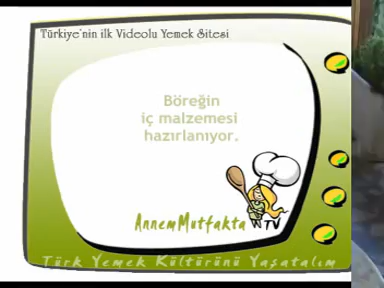 Türkiye'nin ilk Videolu Yemek Sitesi
Böreğin
iç malzemesi
hazırlanıyor.
AnnemMutfakta
TV
Türk Yemek Kültürünü Yaşatalım